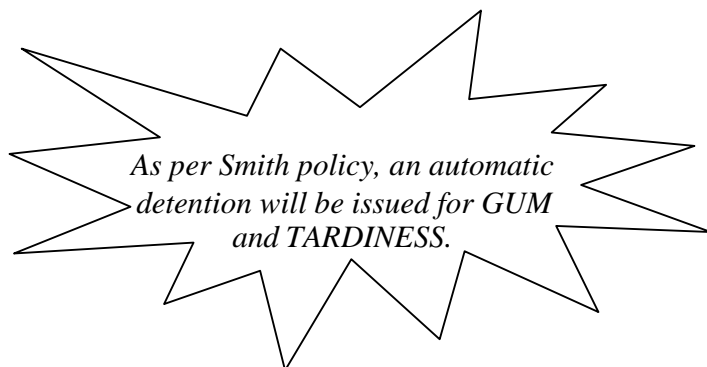 As per Smith policy, an automatic
detention will be issued for GUM
and TARDINESS.